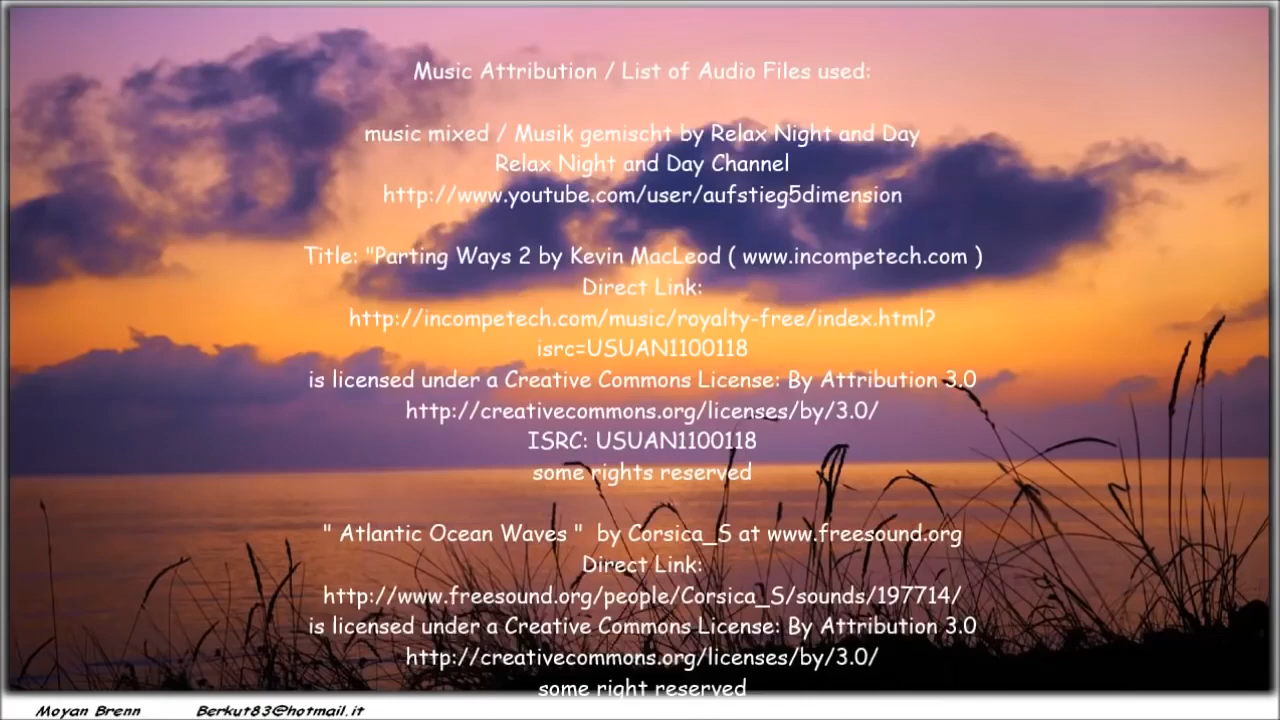 Music Attribution / List of Audio Files used:
music mixed / Musik gemischt by Relax Night and Day
Relax Night and Day Channel
http://www.youtube.com/user/aufstieg5dimension
Title: "Parting Ways 2 by Kevin MacLeod ( www.incompetech.com )
Direct Link:
http://incompetech.com/music/royalty-free/index.html?
isrc=USUAN1100118
is licensed under a Creative Commons License: By Attribution 3.0
http://creativecommons.org/licenses/by/3.0/
ISRC: USUAN1100118
some rights reserved
" Atlantic Ocean Waves "  by Corsica_S at www.freesound.org
Direct Link:
http://www.freesound.org/people/Corsica_S/sounds/197714/
is licensed under a Creative Commons License: By Attribution 3.0
http://creativecommons.org/licenses/by/3.0/
some right reserved
Moyan Brenn Berkut83@hotmail.it